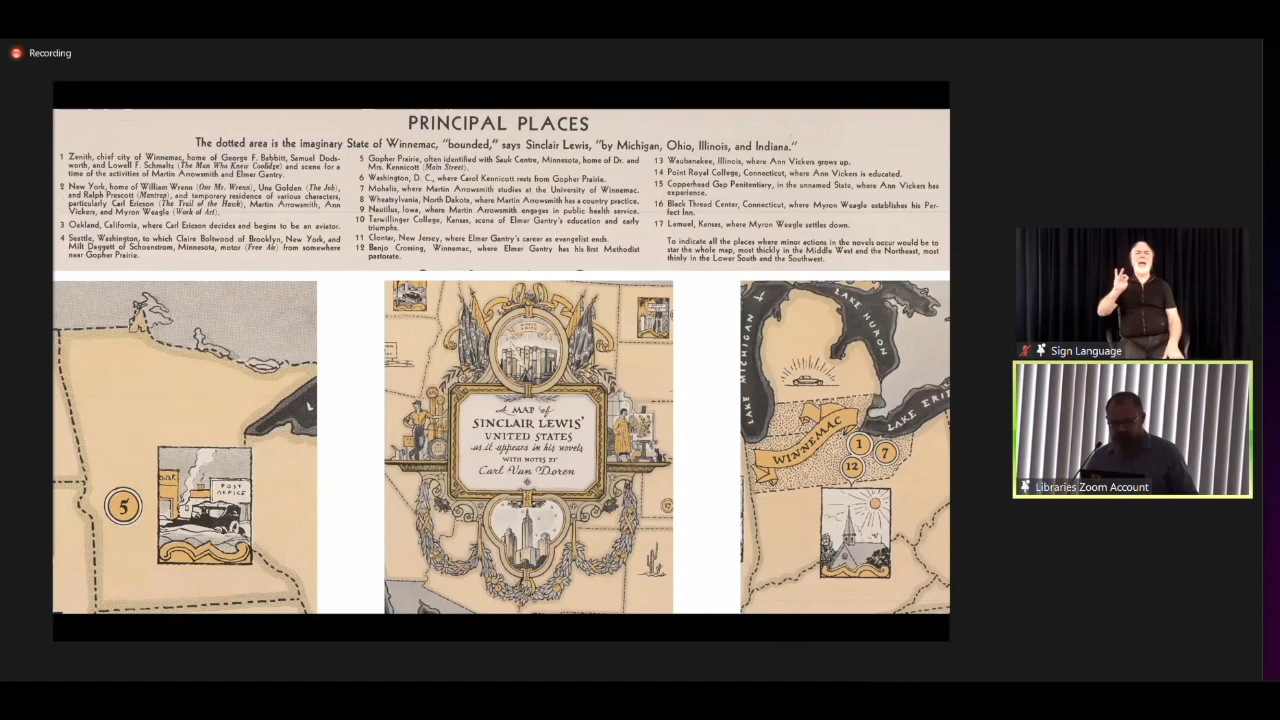 Recording
PRINCIPAL PLACES
The dotted area is the imaginary State of Winnemac, "bounded," says Sinclair Lewis, "by Michigan, Ohio, Illinois, and Indiana."
1 Zenith, chief city of Winnemac, home of George F. Babbitt, Samuel Dods-
worth, and Lowell F. Schmaltz (The Man Who Knew Coolidge) and scene for a
time of the activities of Martin Arrowsmith and Elmer Gantry.
2 New York, home of William Wrenn (Our Mr. Wrenn), Una Golden (The Job),
and Ralph Prescott (Mantrap), and temporary residence of various characters,
particularly Carl Ericson (The Trail of the Hawk), Martin Arrowsmith, Ann
Vickers, and Myron Weagle (Work of Art).
3 Oakland, California, where Carl Ericson decides and begins to be an aviator.
4 Seattle, Washington, to which Claire Boltwood of Brooklyn, New York, and
Milt Daggett of Schoenstrom, Minnesota, motor (Free Air) from somewhere
near Gopher Prairie.
5 Gopher Prairie, often identified with Sauk Centre, Minnesota, home of Dr. and
Mrs. Kennicott (Main Street).
6 Washington, D. C., where Carol Kennicott rests from Gopher Prairie.
7 Mohalis, where Martin Arrowsmith studies at the University of Winnemac.
8 Wheatsylvania, North Dakota, where Martin Arrowsmith has a country practice.
9 Nautilus, Iowa, where Martin Arrowsmith engages in public health service.
10 Terwillinger College, Kansas, scene of Elmer Gantry's education and early
triumphs.
11 Clontar, New Jersey, where Elmer Gantry's career as evangelist ends.
12 Banjo Crossing, Winnemac, where Elmer Gantry has his first Methodist
pastorate.
13 Waubenakee, Illinois, where Ann Vickers grows up.
14 Point Royal College, Connecticut, where Ann Vickers is educated.
15 Copperhead Gap Penitentiary, in the unnamed State, where Ann Vickers has
experience.
16 Black Thread Center, Connecticut, where Myron Weagle establishes his Per-
fect Inn.
17 Lemuel, Kansas, where Myron Weagle settles down.
To indicate all the places where minor actions in the novels occur would be to
star the whole map, most thickly in the Middle West and the Northeast, most
thinly in the Lower South and the Southwest.
5
POST
OFFICE
L
A MAP of
SINCLAIR LEWIS'
UNITED STATES
as it appears in his novels
WITH NOTES BY
Carl Van Doren
17
LAKE MICHIGAN
LAKE HURON
LAKE ERIE
WINNEMAC
1
7
12
Sign Language
Libraries Zoom Account